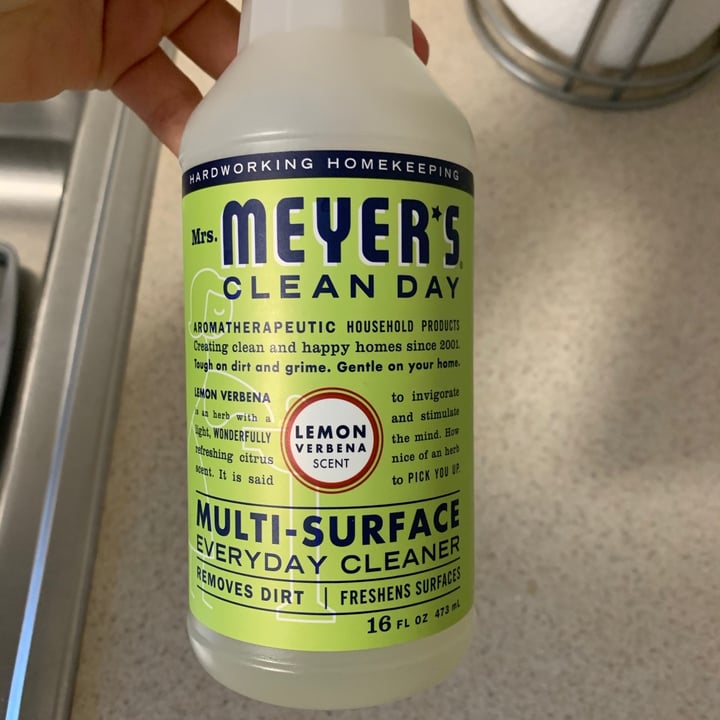 HARDWORKING HOMEKEEPING
Mrs. MEYER'S
CLEAN DAY
AROMATHERAPEUTIC HOUSEHOLD PRODUCTS
Creating clean and happy homes since 2001.
Tough on dirt and grime. Gentle on your home.
LEMON VERBENA
is an herb with a
light, WONDERFULLY
refreshing citrus
scent. It is said
LEMON
VERBENA
SCENT
to invigorate
and stimulate
the mind. How
nice of an herb
to PICK YOU UP.
MULTI-SURFACE
EVERYDAY CLEANER
REMOVES DIRT | FRESHENS SURFACES
16 FL OZ 473 mL